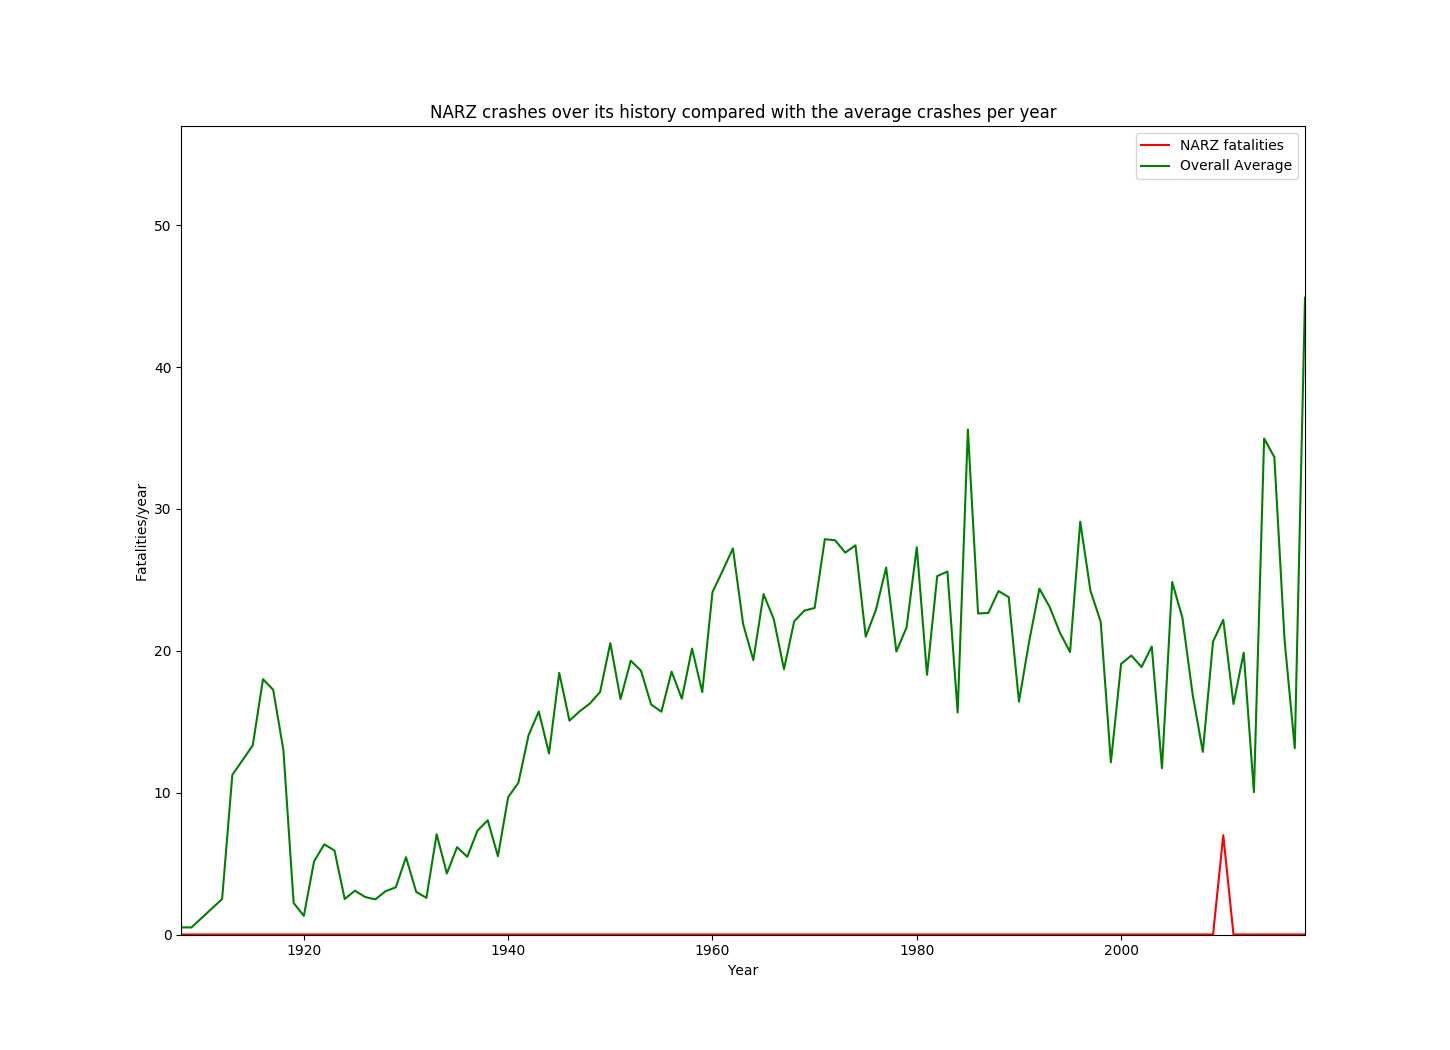 NARZ crashes over its history compared with the average crashes per year
NARZ fatalities
Overall Average
50
40
30
20
10
0
Fatalities/year
1920 1940 1960 1980 2000
Year